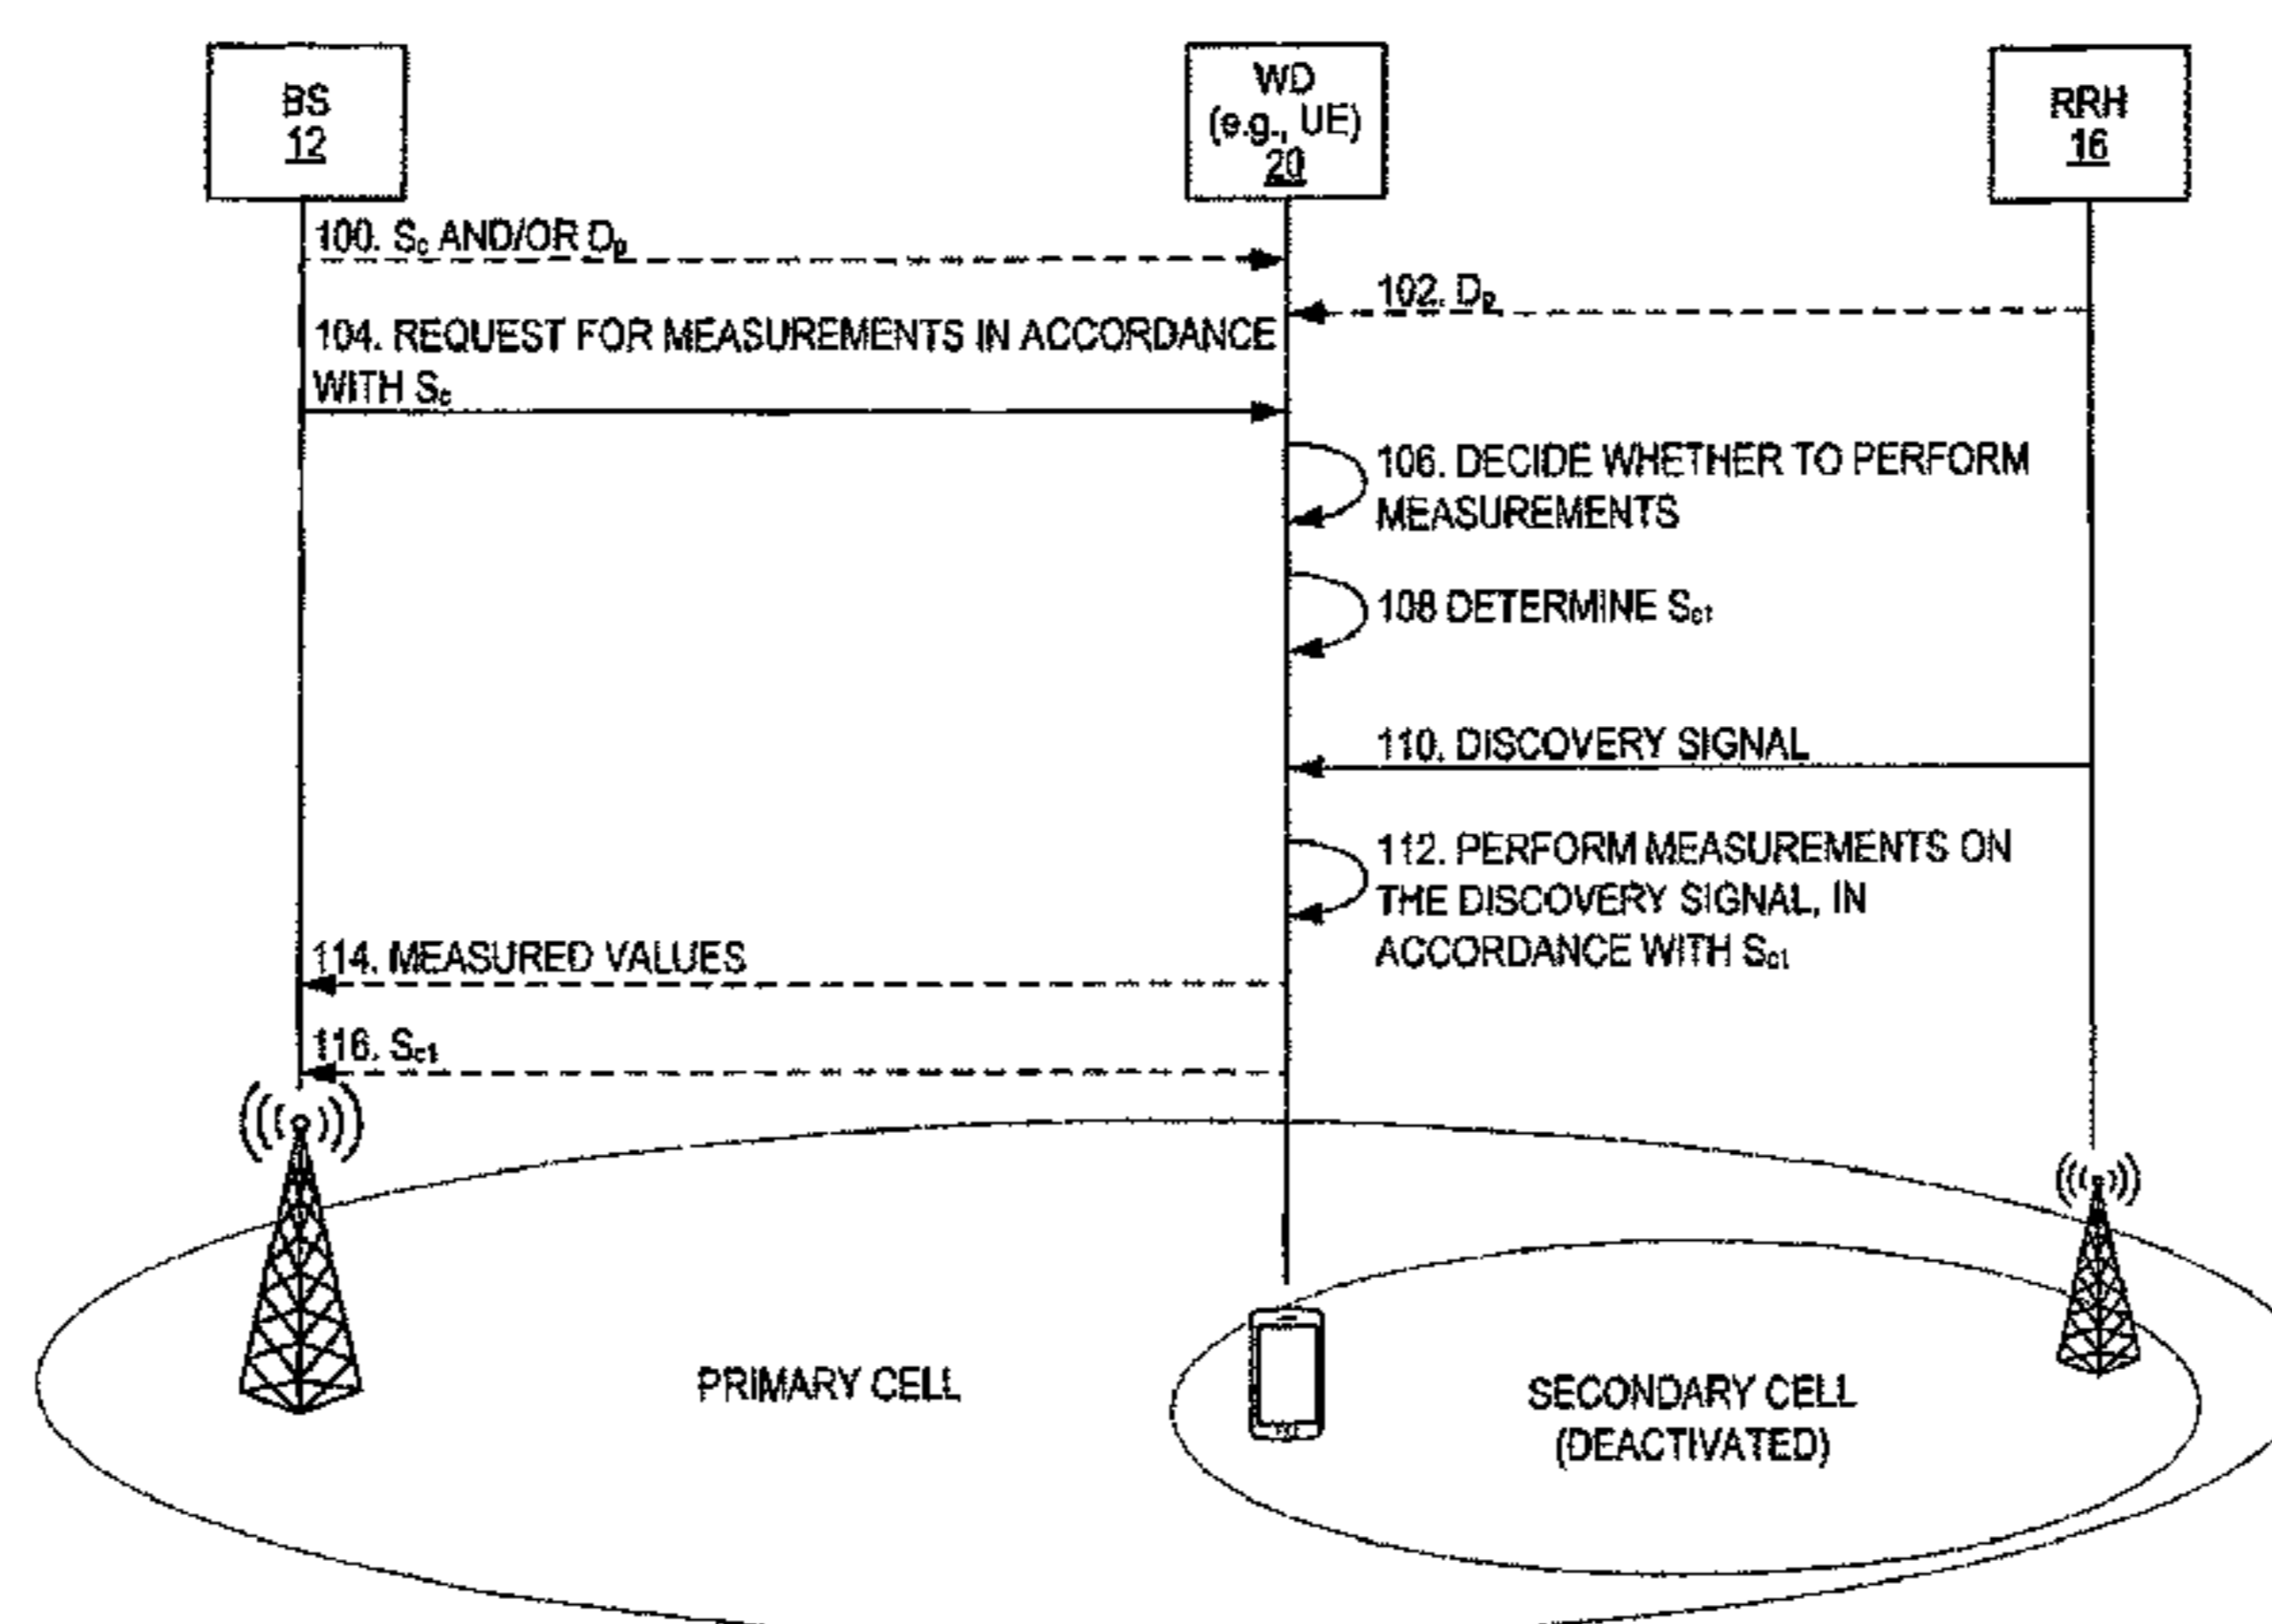 BS
12
WD
(e.g., UE)
20
RRH
16
100. Sc AND/OR Dp
102. Dp
104. REQUEST FOR MEASUREMENTS IN ACCORDANCE
WITH Sc
106. DECIDE WHETHER TO PERFORM
MEASUREMENTS
108 DETERMINE Sc1
110. DISCOVERY SIGNAL
112. PERFORM MEASUREMENTS ON
THE DISCOVERY SIGNAL, IN
ACCORDANCE WITH Sc1
114. MEASURED VALUES
116. Sc1
PRIMARY CELL
SECONDARY CELL
(DEACTIVATED)